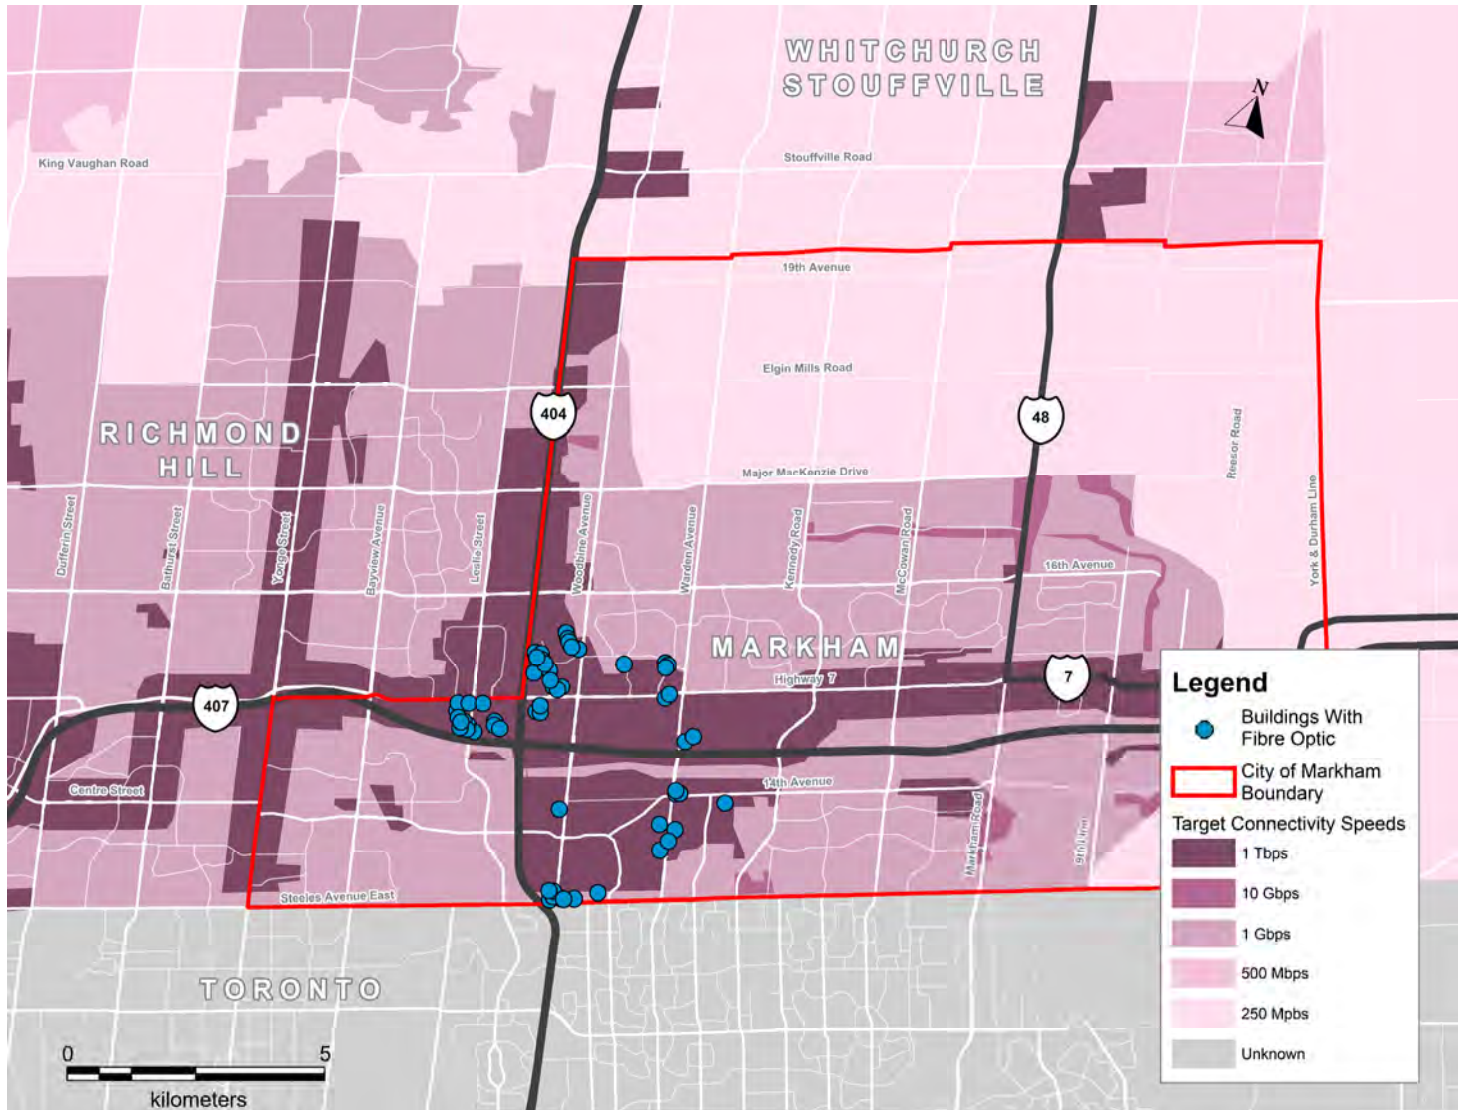 WHITCHURCH
STOUFFVILLE
N
King Vaughan Road
Stouffville Road
19th Avenue
Elgin Mills Road
404
48
RICHMOND
HILL
Major MacKenzie Drive
Dufferin Street
Bathurst Street
Yonge Street
Bayview Avenue
Leslie Street
Woodbine Avenue
Warden Avenue
Kennedy Road
McCowan Road
Reesor Road
York & Durham Line
16th Avenue
MARKHAM
Highway 7
7
407
Centre Street
14th Avenue
Markham Road
9th Line
Steeles Avenue East
TORONTO
0 5
kilometers
Legend
Buildings With
Fibre Optic
City of Markham
Boundary
Target Connectivity Speeds
1 Tbps
10 Gbps
1 Gbps
500 Mbps
250 Mpbs
Unknown